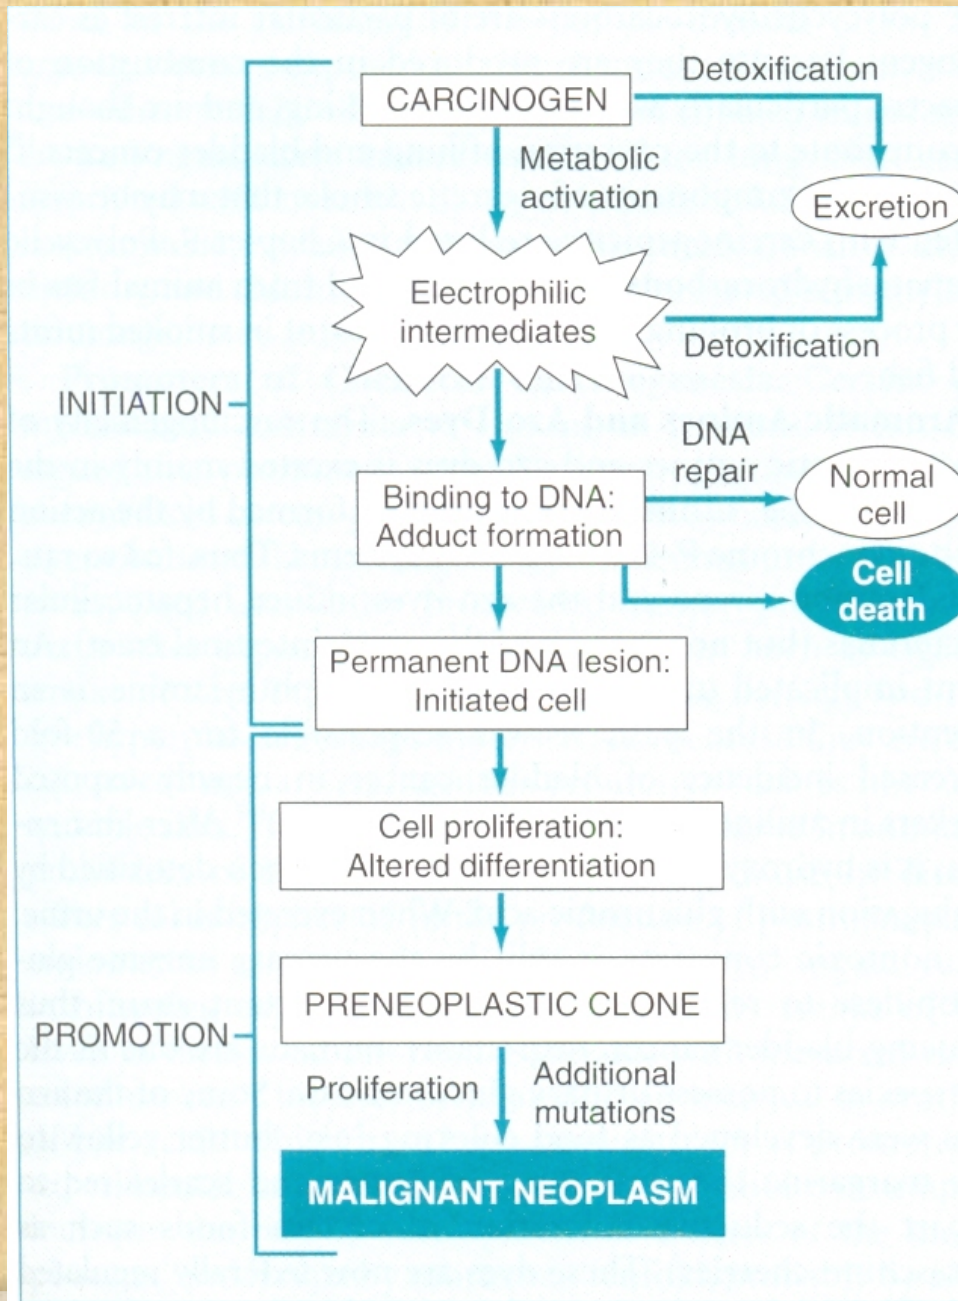 CARCINOGEN
Detoxification
Metabolic
activation
Excretion
Electrophilic
intermediates
Detoxification
INITIATION
DNA
repair
Binding to DNA:
Adduct formation
Normal
cell
Cell
death
Permanent DNA lesion:
Initiated cell
Cell proliferation:
Altered differentiation
PRENEOPLASTIC CLONE
PROMOTION
Proliferation
Additional
mutations
MALIGNANT NEOPLASM